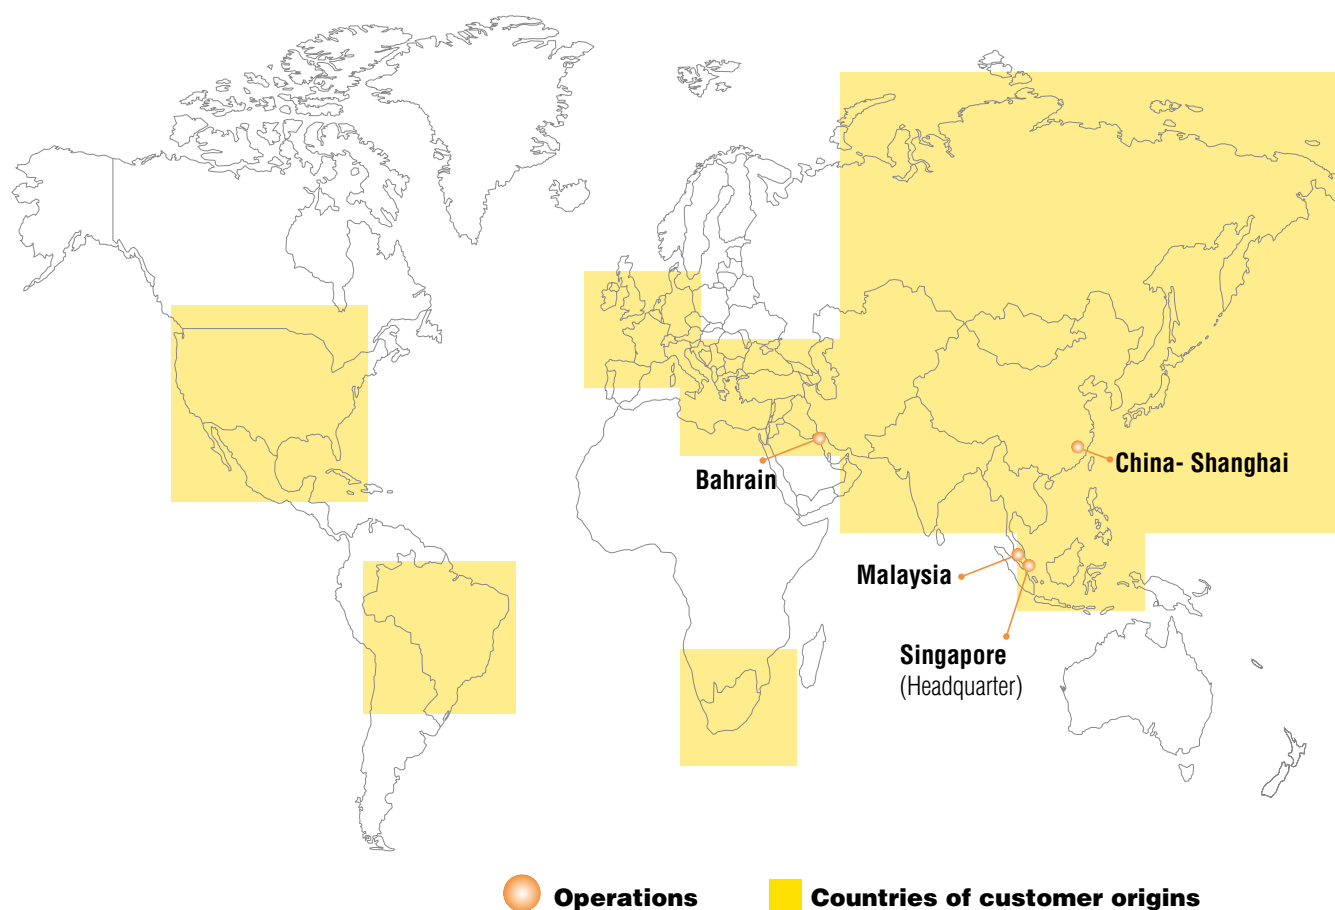 Bahrain
China- Shanghai
Malaysia
Singapore
(Headquarter)
Operations
Countries of customer origins